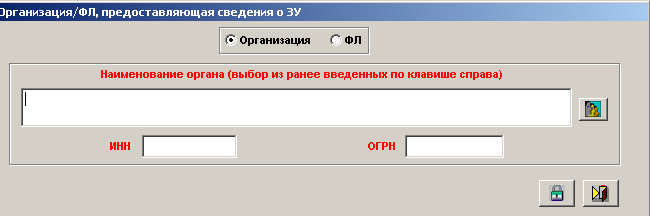 Организация/ФЛ, предоставляющая сведения о ЗУ
Организация ФЛ
Наименование органа (выбор из ранее введенных по клавише справа)
ИНН ОГРН